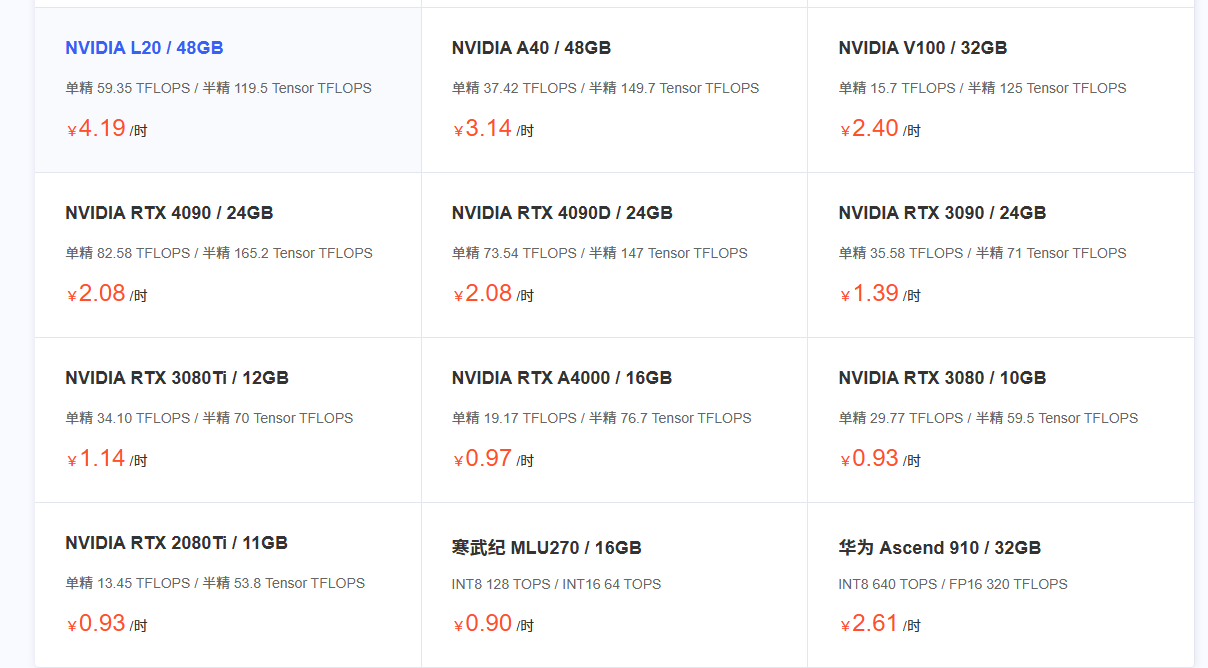 NVIDIA L20 / 48GB
单精 59.35 TFLOPS / 半精 119.5 Tensor TFLOPS
￥4.19 /时
NVIDIA A40 / 48GB
单精 37.42 TFLOPS / 半精 149.7 Tensor TFLOPS
￥3.14 /时
NVIDIA V100 / 32GB
单精 15.7 TFLOPS / 半精 125 Tensor TFLOPS
￥2.40 /时
NVIDIA RTX 4090 / 24GB
单精 82.58 TFLOPS / 半精 165.2 Tensor TFLOPS
￥2.08 /时
NVIDIA RTX 4090D / 24GB
单精 73.54 TFLOPS / 半精 147 Tensor TFLOPS
￥2.08 /时
NVIDIA RTX 3090 / 24GB
单精 35.58 TFLOPS / 半精 71 Tensor TFLOPS
￥1.39 /时
NVIDIA RTX 3080Ti / 12GB
单精 34.10 TFLOPS / 半精 70 Tensor TFLOPS
￥1.14 /时
NVIDIA RTX A4000 / 16GB
单精 19.17 TFLOPS / 半精 76.7 Tensor TFLOPS
￥0.97 /时
NVIDIA RTX 3080 / 10GB
单精 29.77 TFLOPS / 半精 59.5 Tensor TFLOPS
￥0.93 /时
NVIDIA RTX 2080Ti / 11GB
单精 13.45 TFLOPS / 半精 53.8 Tensor TFLOPS
￥0.93 /时
寒武纪 MLU270 / 16GB
INT8 128 TOPS / INT16 64 TOPS
￥0.90 /时
华为 Ascend 910 / 32GB
INT8 640 TOPS / FP16 320 TFLOPS
￥2.61 /时